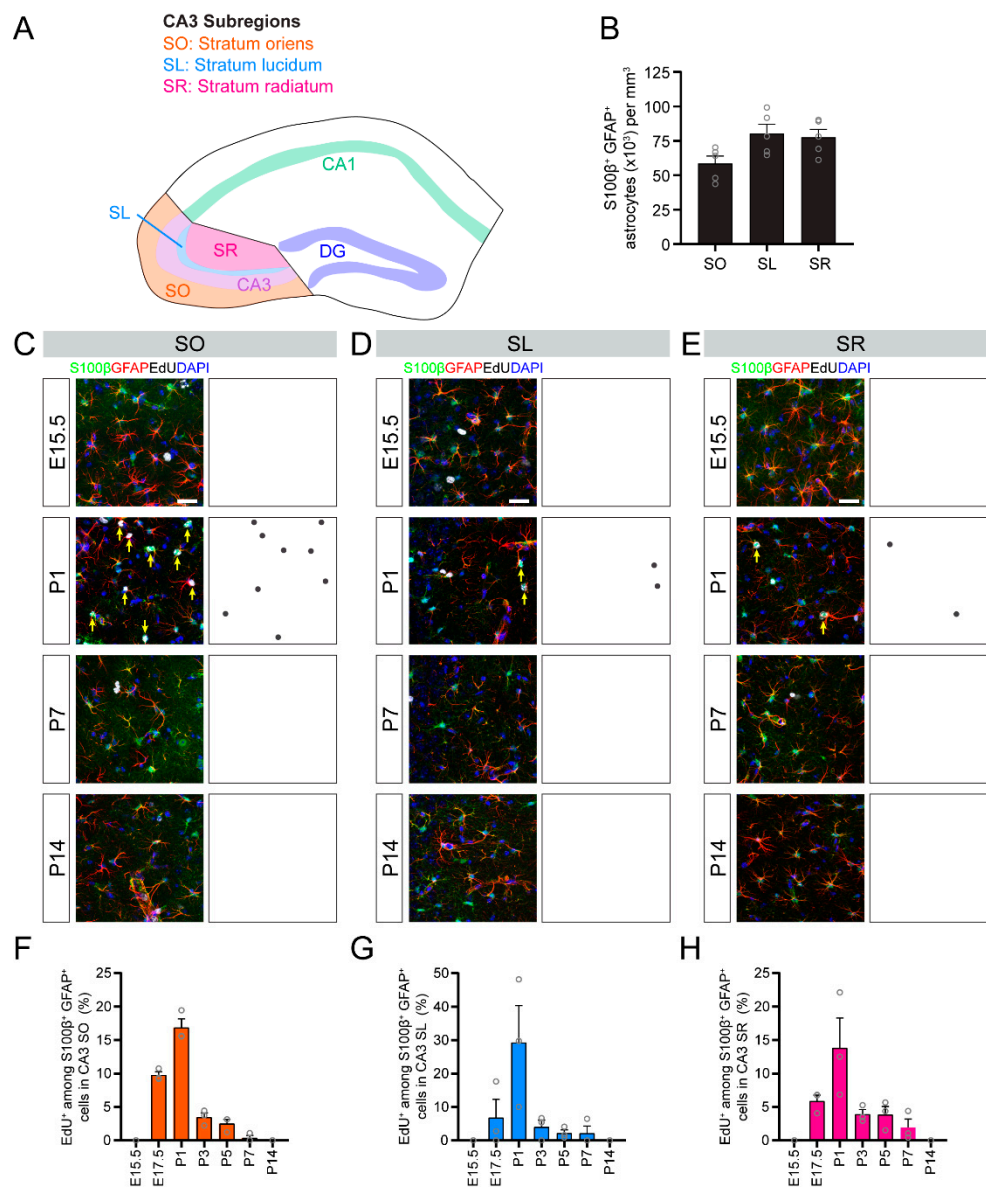 A
CA3 Subregions
SO: Stratum oriens
SL: Stratum lucidum
SR: Stratum radiatum
CA1
SL
SR
DG
CA3
SO
B
S100β⁺ GFAP⁺
astrocytes (x10³) per mm³
125
100
75
50
25
0
SO
SL
SR
C
SO
S100βGFAPEdUDAPI
E15.5
P1
P7
P14
D
SL
S100βGFAPEdUDAPI
E
SR
S100βGFAPEdUDAPI
E15.5
P1
P7
P14
F
EdU⁺ among S100β⁺ GFAP⁺
cells in CA3 SO (%)
25
20
15
10
5
0
E15.5
E17.5
P1
P3
P5
P7
P14
G
EdU⁺ among S100β⁺ GFAP⁺
cells in CA3 SL (%)
50
40
30
20
10
0
E15.5
E17.5
P1
P3
P5
P7
P14
H
EdU⁺ among S100β⁺ GFAP⁺
cells in CA3 SR (%)
25
20
15
10
5
0
E15.5
E17.5
P1
P3
P5
P7
P14